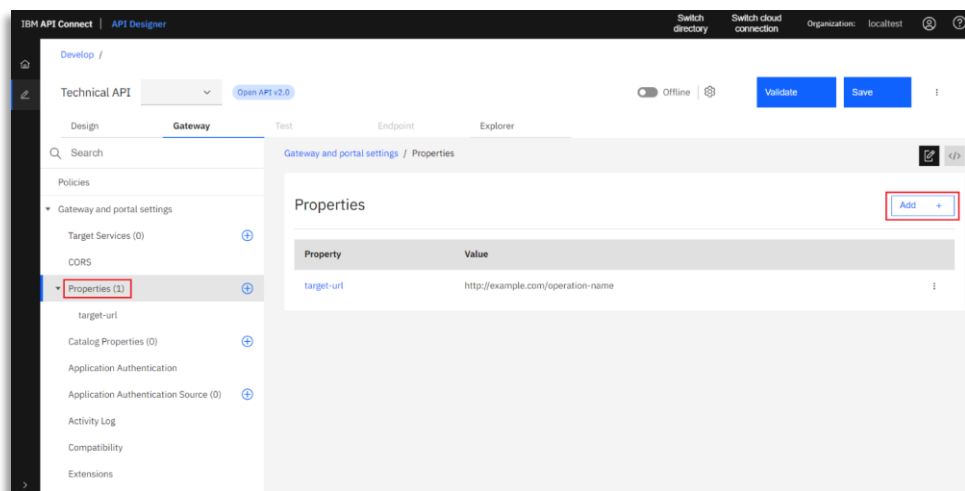 IBM API Connect | API Designer Switch directory Switch cloud connection Organization: localtest
Develop /
Technical API Open API v2.0 Offline Validate Save
Design Gateway Test Endpoint Explorer
Search
Gateway and portal settings / Properties
Policies
Gateway and portal settings
Target Services (0)
CORS
Properties (1)
target-url
Catalog Properties (0)
Application Authentication
Application Authentication Source (0)
Activity Log
Compatibility
Extensions
Properties
Add +
Property Value
target-url http://example.com/operation-name